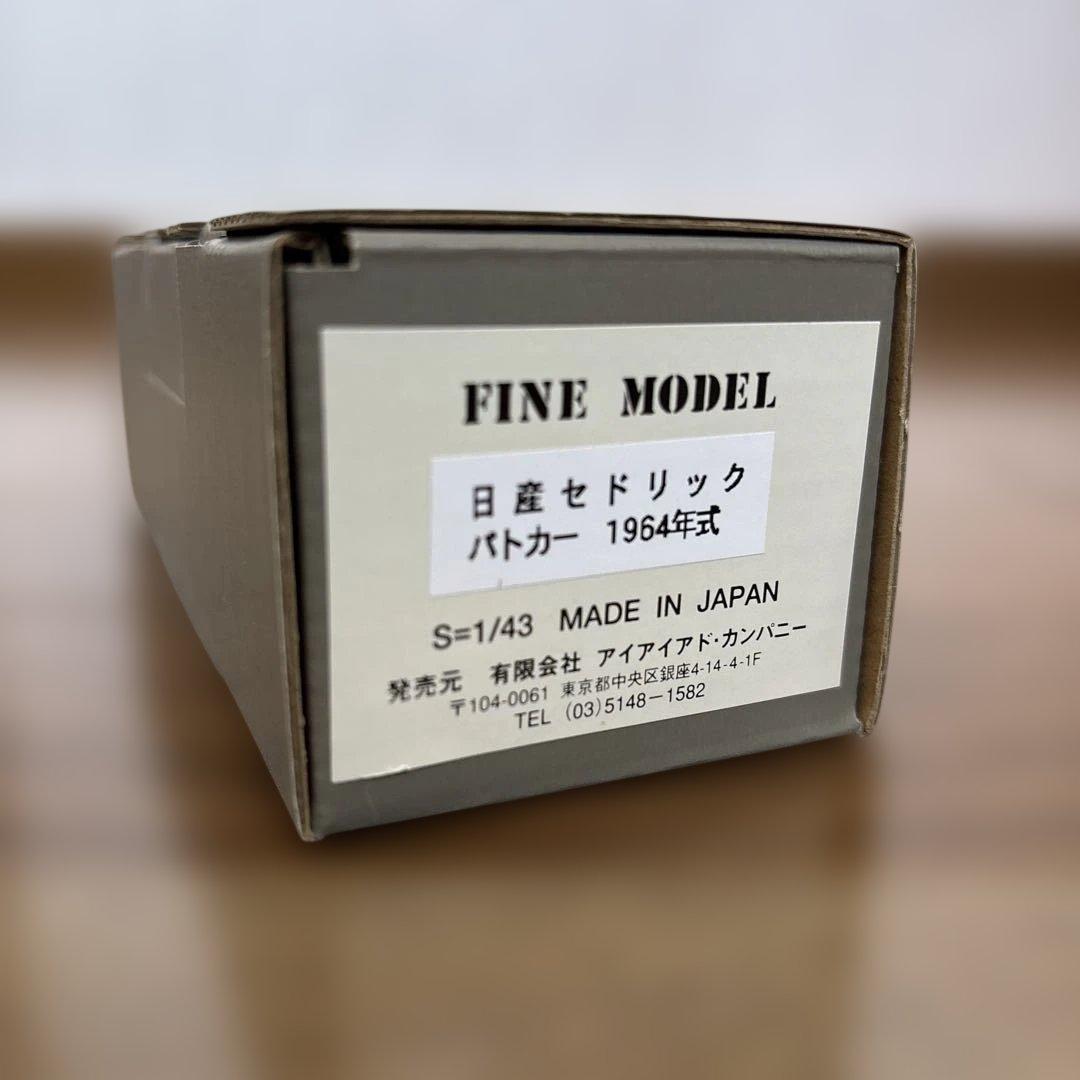 FINE MODEL
日産セドリック
パトカー 1964年式
S=1/43 MADE IN JAPAN
発売元 有限会社 アイアイアド・カンパニー
〒104-0061 東京都中央区銀座4-14-4-1F
TEL (03)5148-1582